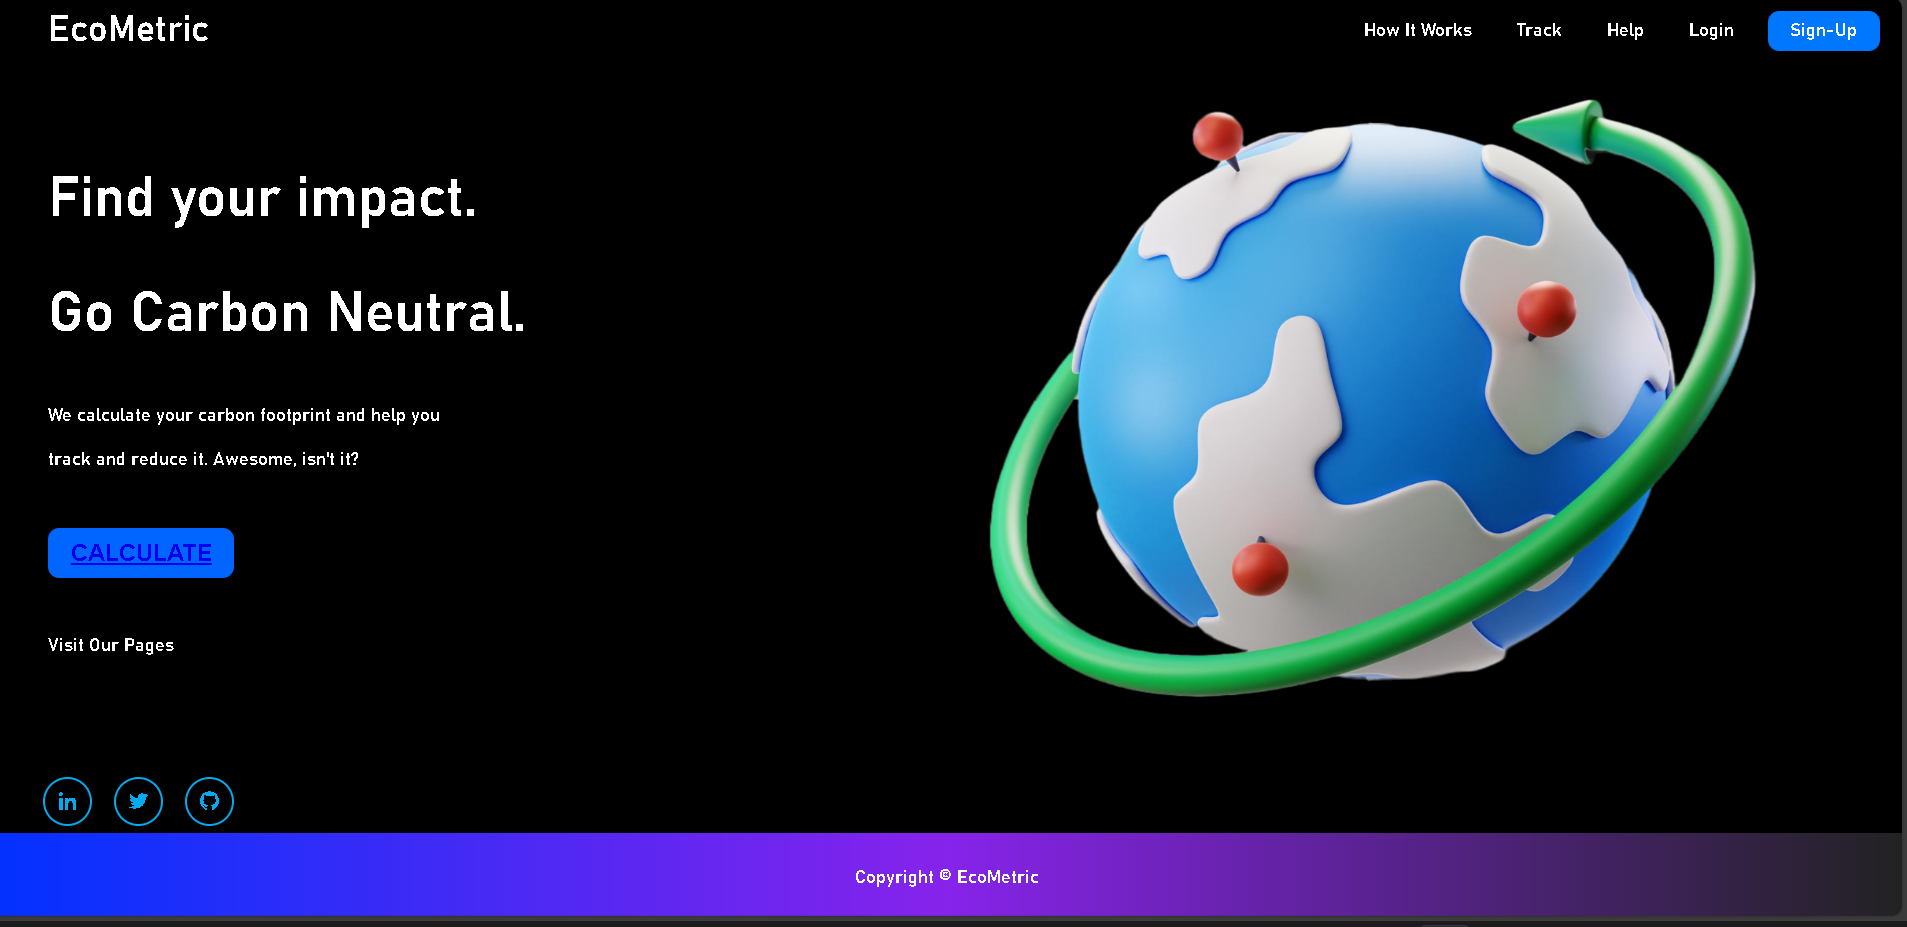 EcoMetric
How It Works
Track
Help
Login
Sign-Up
Find your impact.
Go Carbon Neutral.
We calculate your carbon footprint and help you
track and reduce it. Awesome, isn't it?
CALCULATE
Visit Our Pages
in
Copyright © EcoMetric